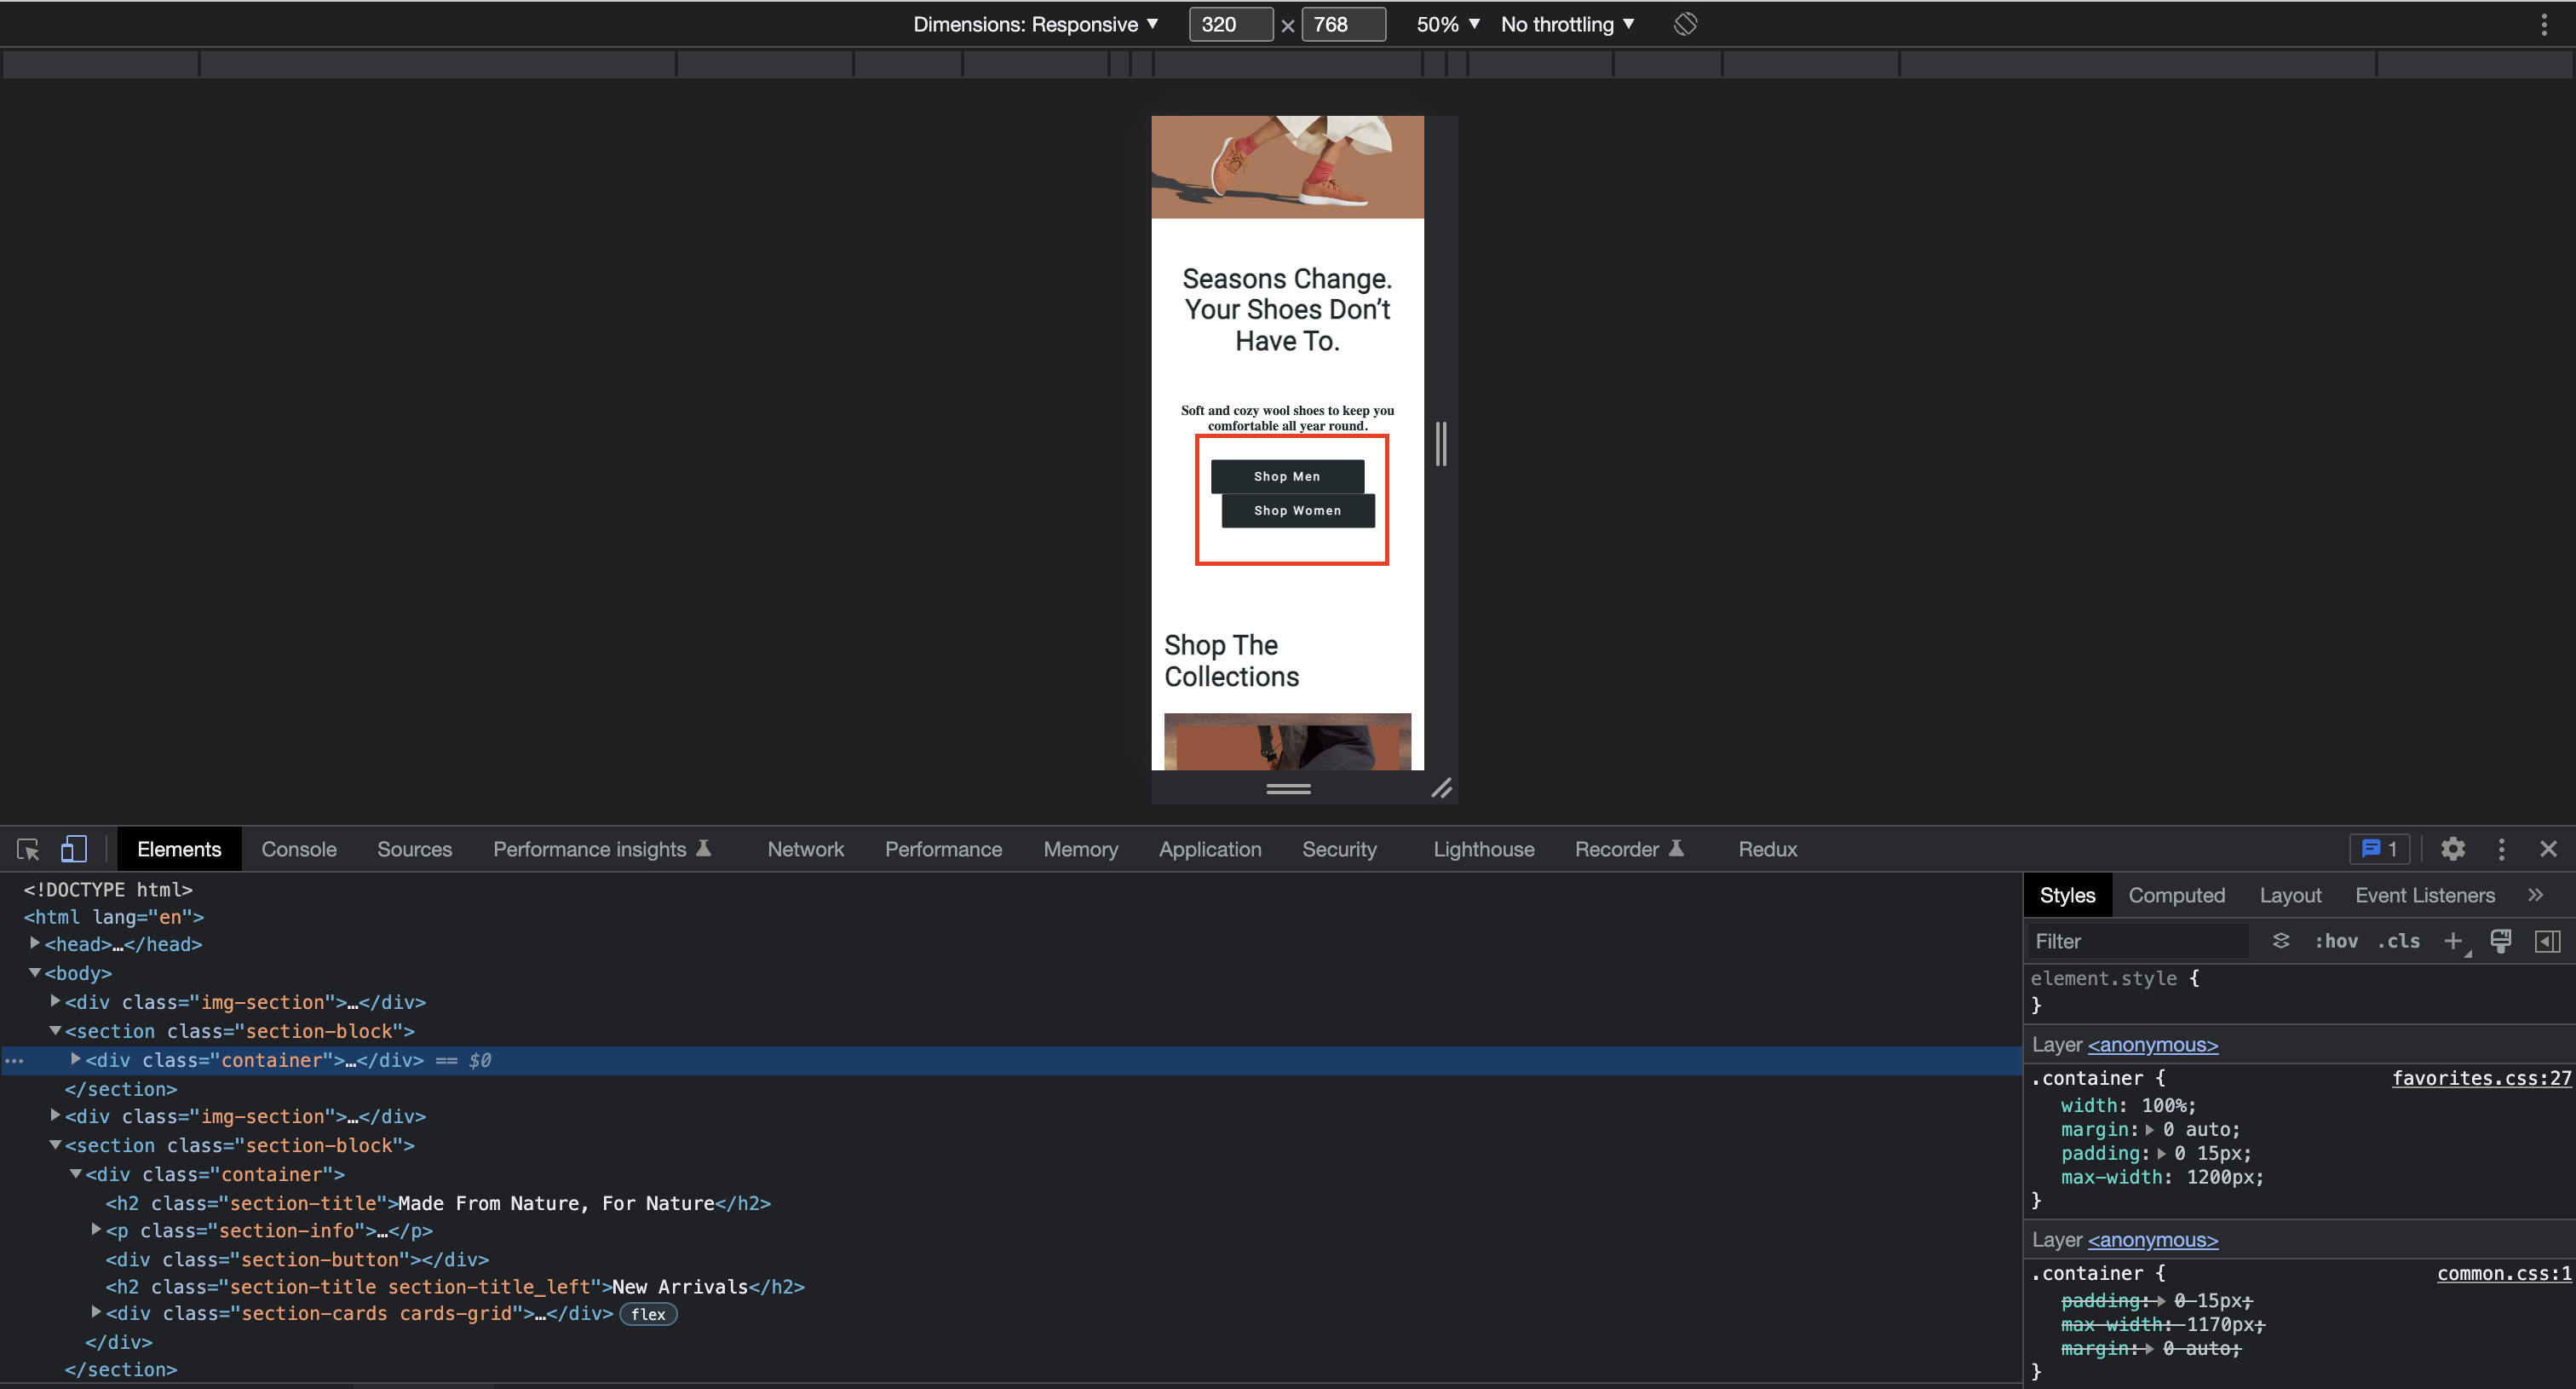 Dimensions: Responsive ▼ 320 × 768 50% ▼ No throttling ▼
Seasons Change.
Your Shoes Don’t
Have To.
Soft and cozy wool shoes to keep you
comfortable all year round.
Shop Men
Shop Women
Shop The
Collections
Elements Console Sources Performance insights Network Performance Memory Application Security Lighthouse Recorder Redux 1
<!DOCTYPE html>
<html lang="en">
<head>…</head>
<body>
<div class="img-section">…</div>
<section class="section-block">
<div class="container">…</div> == $0
</section>
<div class="img-section">…</div>
<section class="section-block">
<div class="container">
<h2 class="section-title">Made From Nature, For Nature</h2>
<p class="section-info">…</p>
<div class="section-button"></div>
<h2 class="section-title section-title_left">New Arrivals</h2>
<div class="section-cards cards-grid">…</div> flex
</div>
</section>
Styles Computed Layout Event Listeners »
Filter :hov .cls +
element.style {
}
Layer <anonymous>
.container { favorites.css:27
width: 100%;
margin: 0 auto;
padding: 0 15px;
max-width: 1200px;
}
Layer <anonymous>
.container { common.css:1
padding: 0 15px;
max-width: 1170px;
margin: 0 auto;
}